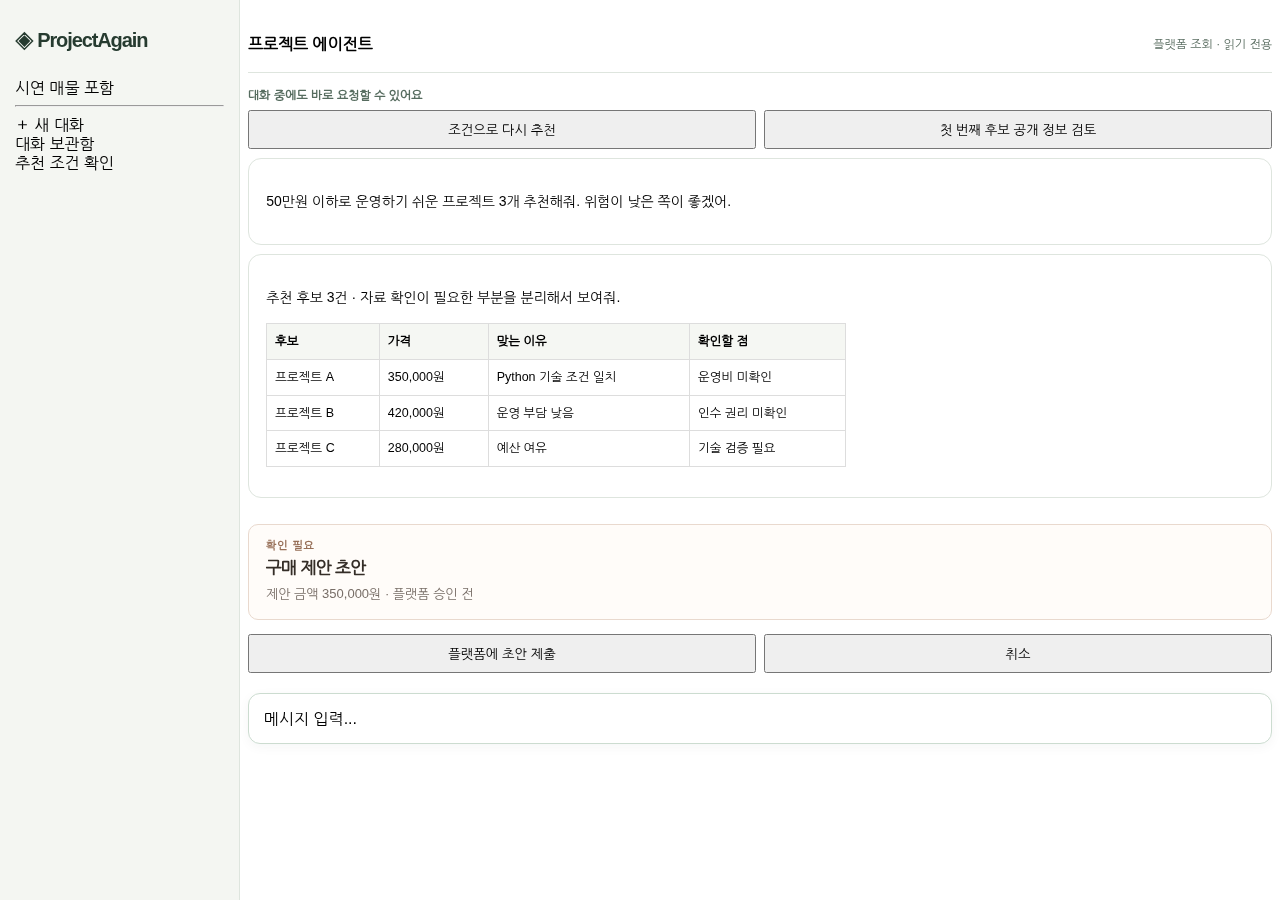 ◈ ProjectAgain
시연 매물 포함
+ 새 대화
대화 보관함
추천 조건 확인
프로젝트 에이전트
플랫폼 조회 · 읽기 전용
대화 중에도 바로 요청할 수 있어요
조건으로 다시 추천
첫 번째 후보 공개 정보 검토
50만원 이하로 운영하기 쉬운 프로젝트 3개 추천해줘. 위험이 낮은 쪽이 좋겠어.
추천 후보 3건 · 자료 확인이 필요한 부분을 분리해서 보여줘.
후보 가격 맞는 이유 확인할 점
프로젝트 A 350,000원 Python 기술 조건 일치 운영비 미확인
프로젝트 B 420,000원 운영 부담 낮음 인수 권리 미확인
프로젝트 C 280,000원 예산 여유 기술 검증 필요
확인 필요
구매 제안 초안
제안 금액 350,000원 · 플랫폼 승인 전
플랫폼에 초안 제출
취소
메시지 입력...